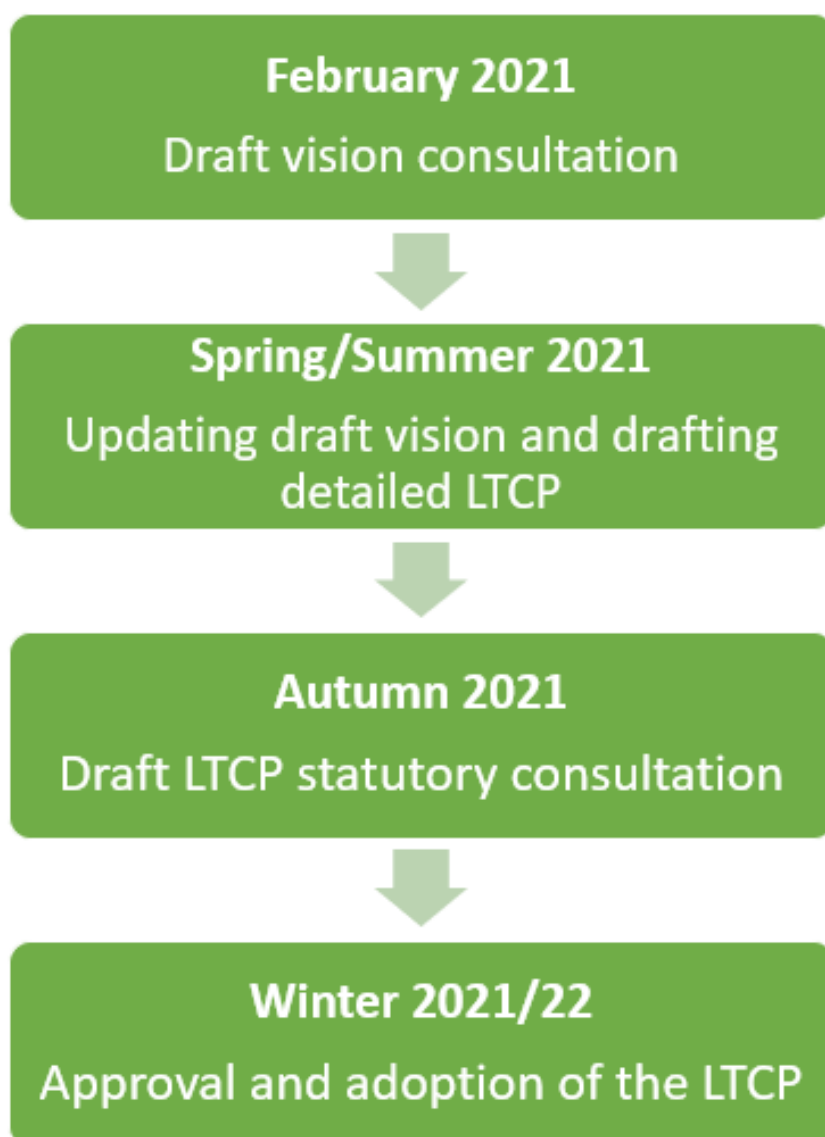 February 2021
Draft vision consultation
Spring/Summer 2021
Updating draft vision and drafting
detailed LTCP
Autumn 2021
Draft LTCP statutory consultation
Winter 2021/22
Approval and adoption of the LTCP